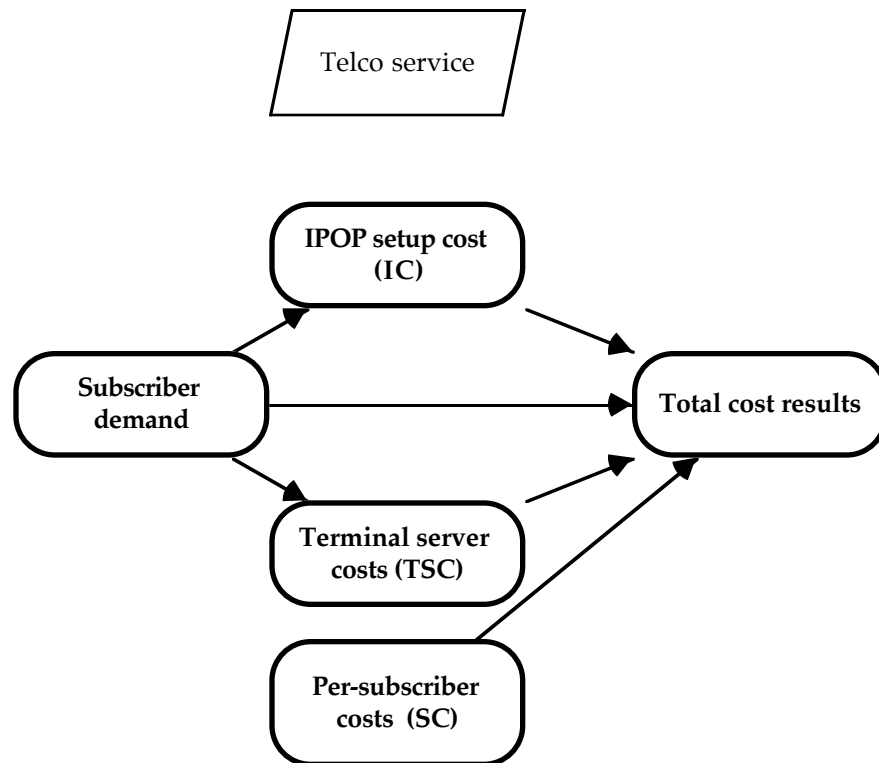 Telco service
IPOP setup cost
(IC)
Subscriber
demand
Total cost results
Terminal server
costs (TSC)
Per-subscriber
costs  (SC)